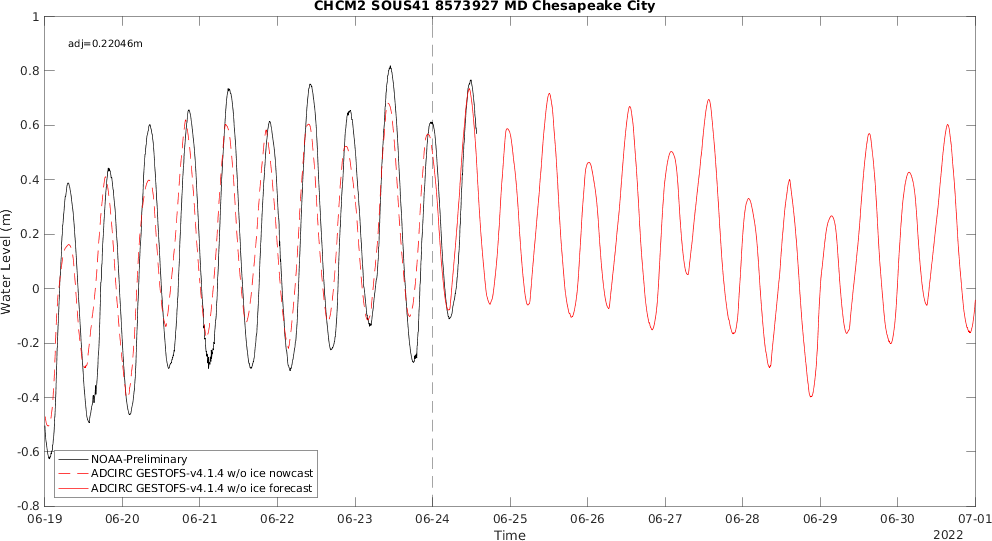 CHCM2 SOUS41 8573927 MD Chesapeake City
adj=0.22046m
1
0.8
0.6
0.4
0.2
0
-0.2
-0.4
-0.6
-0.8
Water Level (m)
NOAA-Preliminary
ADCIRC GESTOFS-v4.1.4 w/o ice nowcast
ADCIRC GESTOFS-v4.1.4 w/o ice forecast
06-19 06-20 06-21 06-22 06-23 06-24 06-25 06-26 06-27 06-28 06-29 06-30 07-01
Time
2022